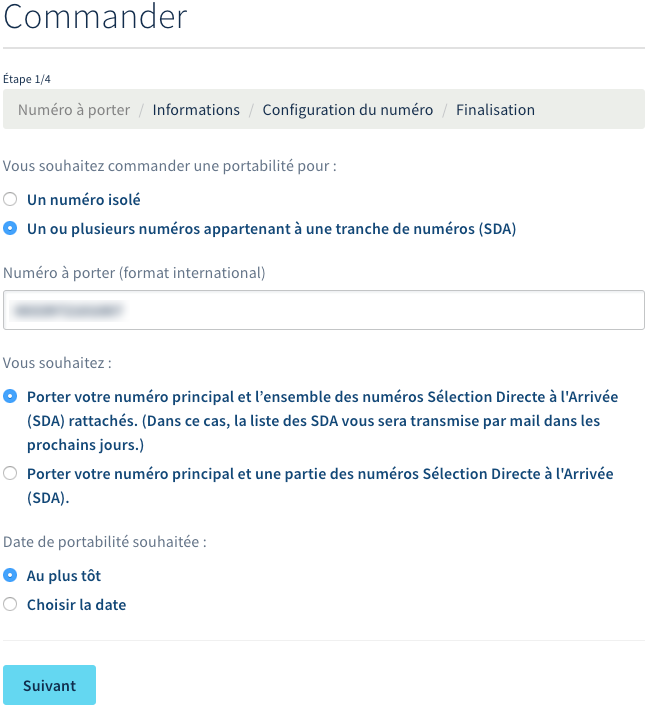 Commander
Étape 1/4
Numéro à porter / Informations / Configuration du numéro / Finalisation
Vous souhaitez commander une portabilité pour :
Un numéro isolé
Un ou plusieurs numéros appartenant à une tranche de numéros (SDA)
Numéro à porter (format international)
Vous souhaitez :
Porter votre numéro principal et l’ensemble des numéros Sélection Directe à l'Arrivée
(SDA) rattachés. (Dans ce cas, la liste des SDA vous sera transmise par mail dans les
prochains jours.)
Porter votre numéro principal et une partie des numéros Sélection Directe à l'Arrivée
(SDA).
Date de portabilité souhaitée :
Au plus tôt
Choisir la date
Suivant